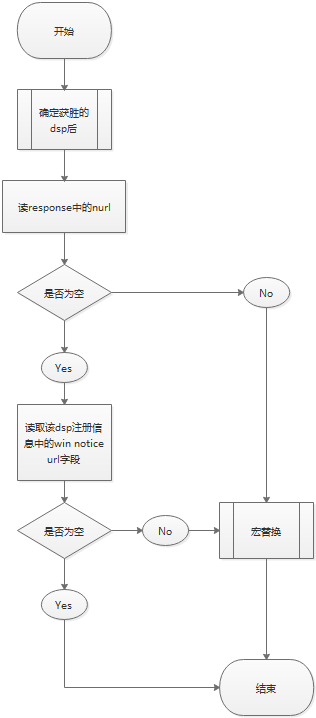 开始
确定获胜的
dsp后
读response中的nurl
是否为空
No
Yes
读取该dsp注册信
息中的win notice
url字段
是否为空
No
宏替换
Yes
结束